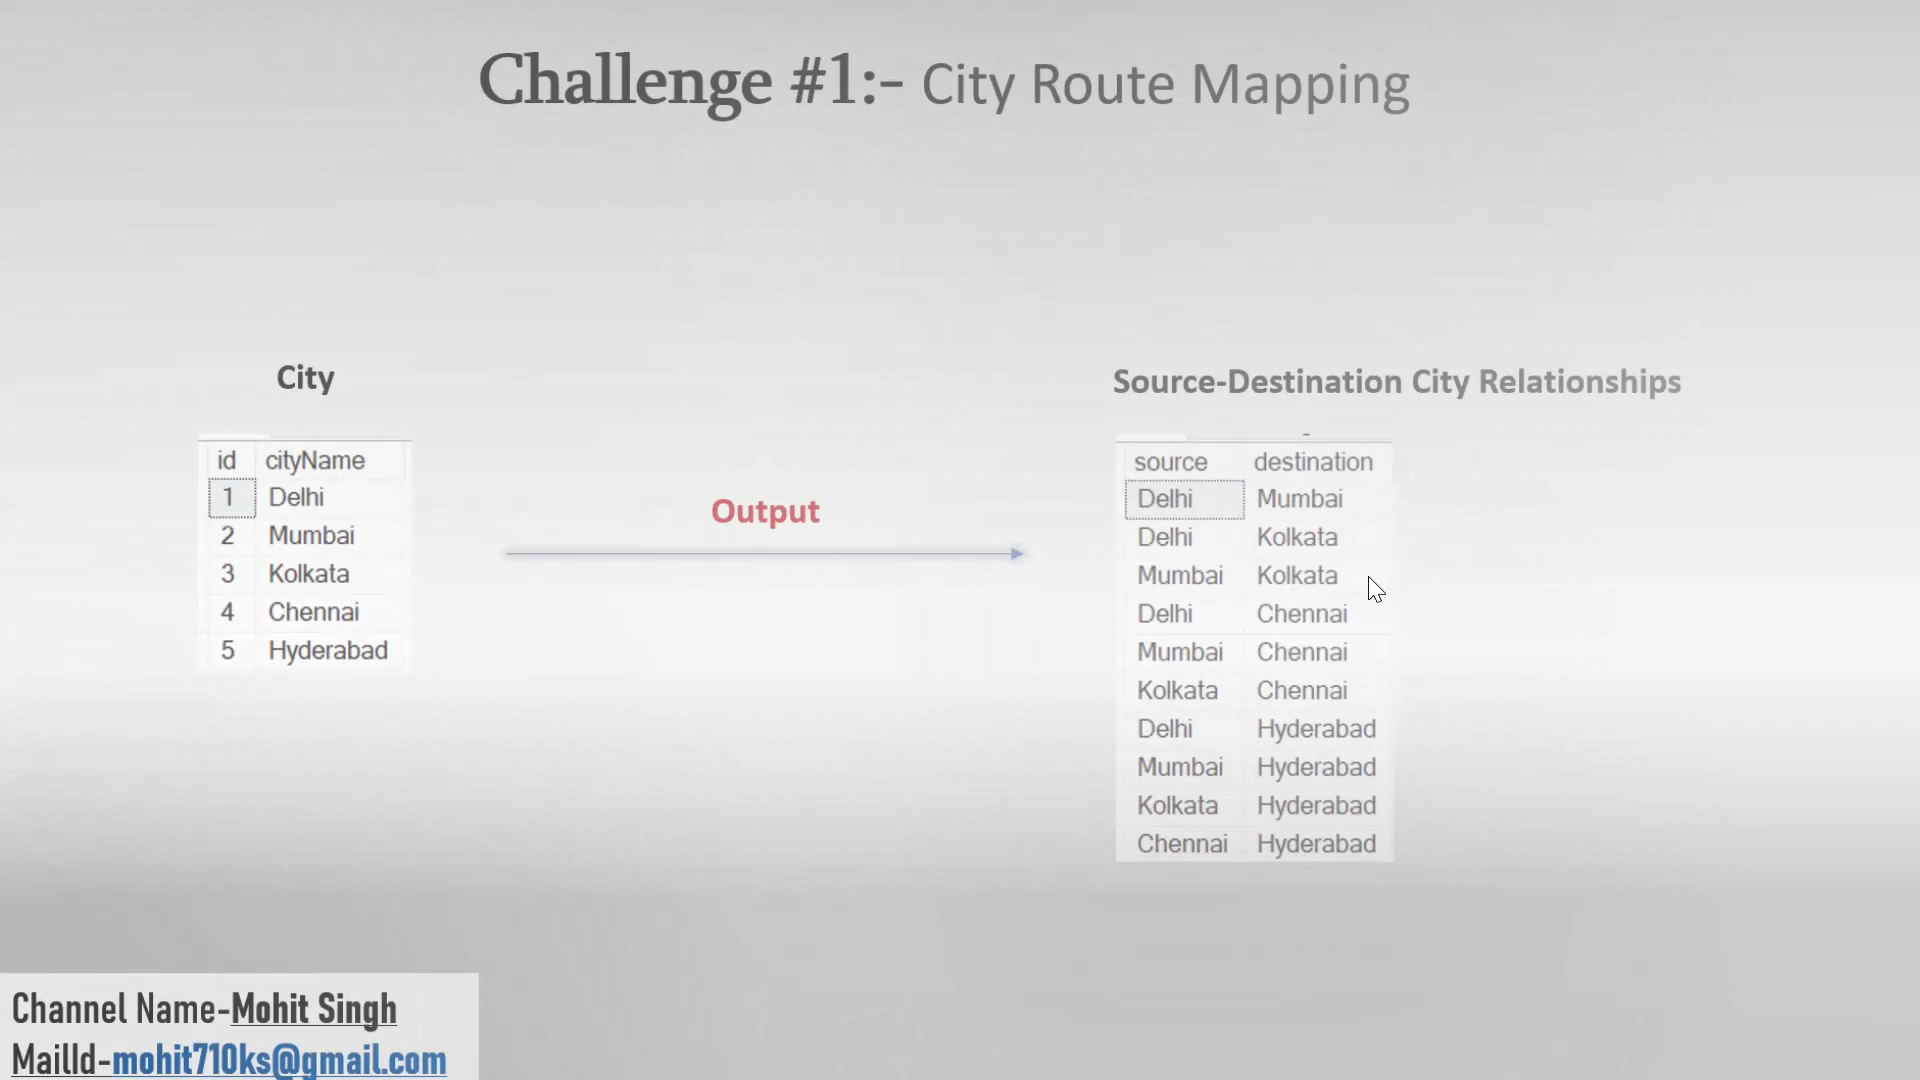 Challenge #1:- City Route Mapping
City
Source-Destination City Relationships
id cityName
1 Delhi
2 Mumbai
3 Kolkata
4 Chennai
5 Hyderabad
Output
source destination
Delhi Mumbai
Delhi Kolkata
Mumbai Kolkata
Delhi Chennai
Mumbai Chennai
Kolkata Chennai
Delhi Hyderabad
Mumbai Hyderabad
Kolkata Hyderabad
Chennai Hyderabad
Channel Name-Mohit Singh
MailId-mohit710ks@gmail.com